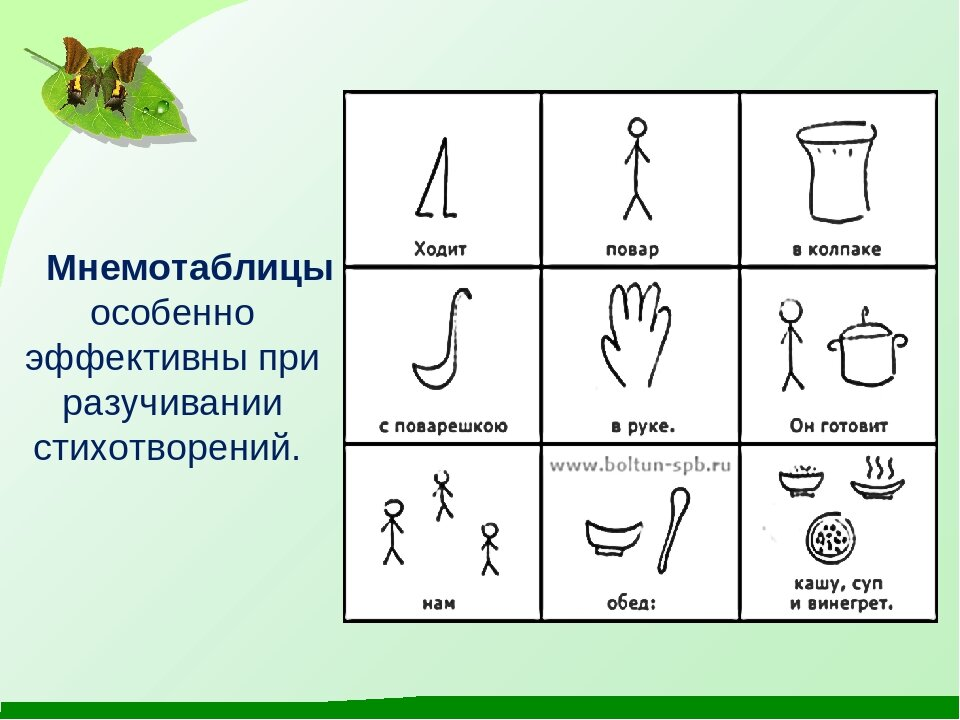 Мнемотаблицы
особенно
эффективны при
разучивании
стихотворений.
Ходит
повар
в колпаке
с поварешкою
в руке.
Он готовит
нам
www.boltun-spb.ru
обед:
кашу, суп
и винегрет.